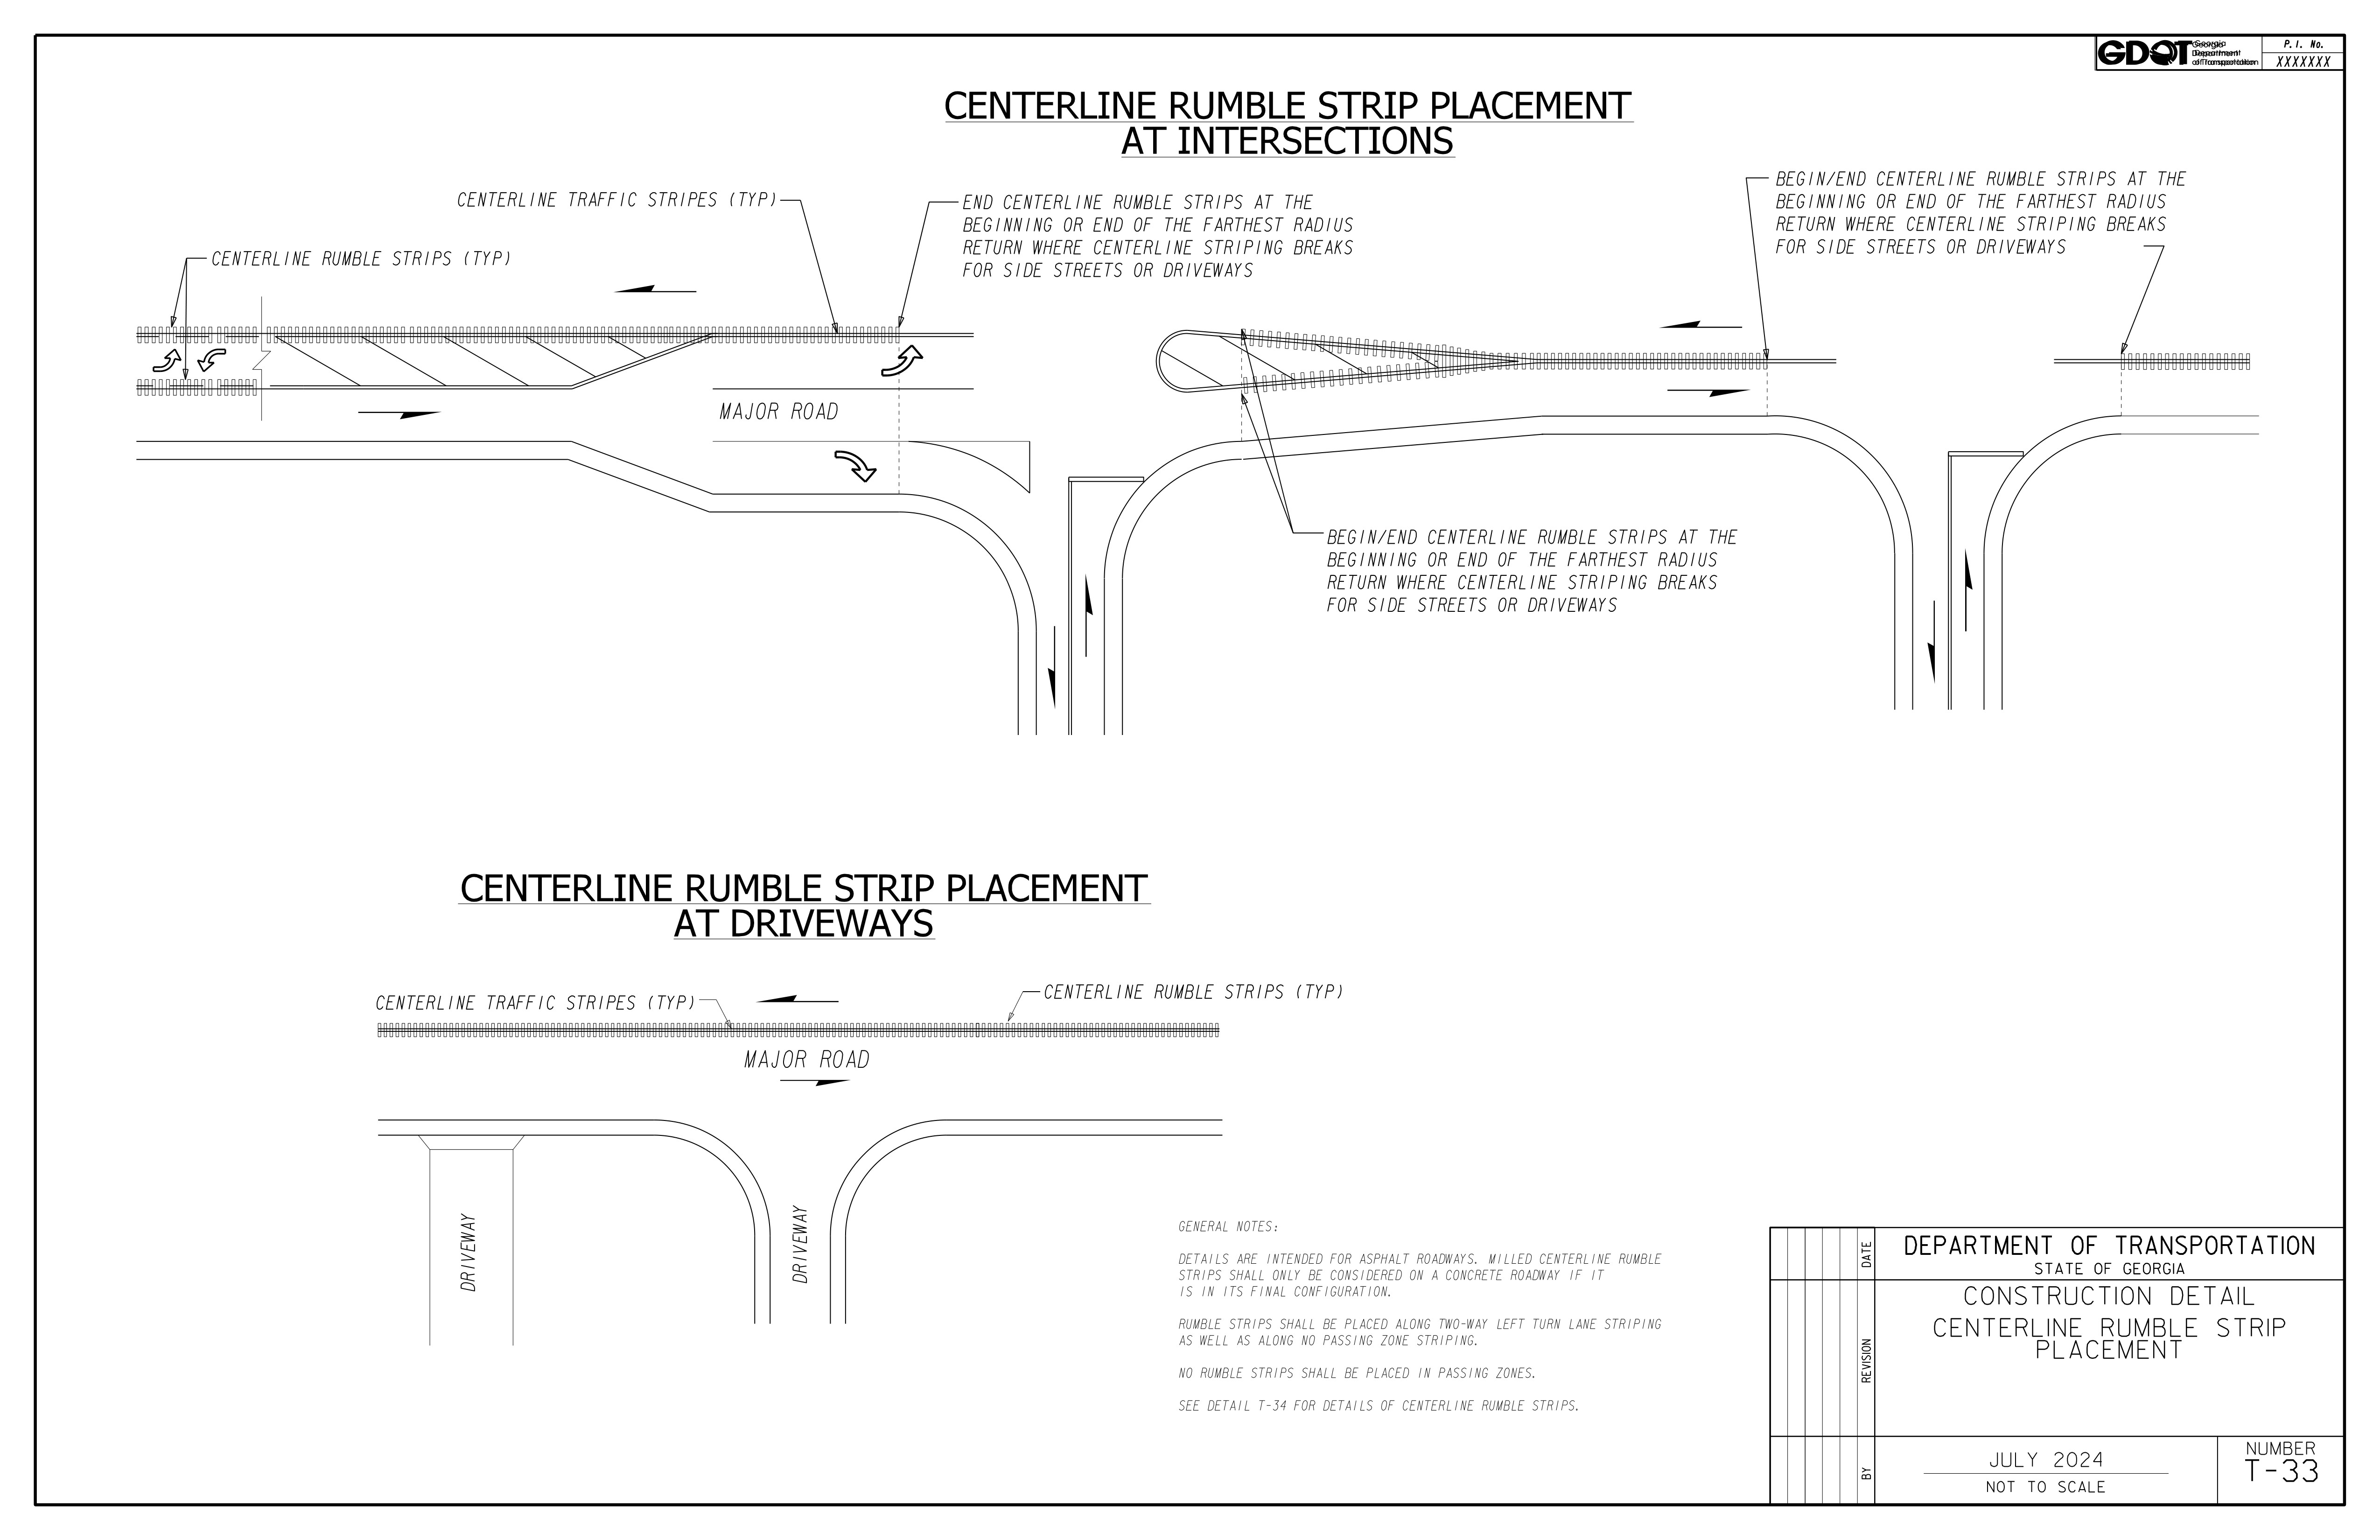 GDOT
Georgia
Department
of Transportation
P.I. No.
XXXXXXX
CENTERLINE RUMBLE STRIP PLACEMENT
AT INTERSECTIONS
CENTERLINE TRAFFIC STRIPES (TYP)
CENTERLINE RUMBLE STRIPS (TYP)
END CENTERLINE RUMBLE STRIPS AT THE
BEGINNING OR END OF THE FARTHEST RADIUS
RETURN WHERE CENTERLINE STRIPING BREAKS
FOR SIDE STREETS OR DRIVEWAYS
BEGIN/END CENTERLINE RUMBLE STRIPS AT THE
BEGINNING OR END OF THE FARTHEST RADIUS
RETURN WHERE CENTERLINE STRIPING BREAKS
FOR SIDE STREETS OR DRIVEWAYS
MAJOR ROAD
BEGIN/END CENTERLINE RUMBLE STRIPS AT THE
BEGINNING OR END OF THE FARTHEST RADIUS
RETURN WHERE CENTERLINE STRIPING BREAKS
FOR SIDE STREETS OR DRIVEWAYS
CENTERLINE RUMBLE STRIP PLACEMENT
AT DRIVEWAYS
CENTERLINE TRAFFIC STRIPES (TYP)
CENTERLINE RUMBLE STRIPS (TYP)
MAJOR ROAD
DRIVEWAY
DRIVEWAY
GENERAL NOTES:
DETAILS ARE INTENDED FOR ASPHALT ROADWAYS. MILLED CENTERLINE RUMBLE
STRIPS SHALL ONLY BE CONSIDERED ON A CONCRETE ROADWAY IF IT
IS IN ITS FINAL CONFIGURATION.
RUMBLE STRIPS SHALL BE PLACED ALONG TWO-WAY LEFT TURN LANE STRIPING
AS WELL AS ALONG NO PASSING ZONE STRIPING.
NO RUMBLE STRIPS SHALL BE PLACED IN PASSING ZONES.
SEE DETAIL T-34 FOR DETAILS OF CENTERLINE RUMBLE STRIPS.
DATE
REVISION
BY
DEPARTMENT OF TRANSPORTATION
STATE OF GEORGIA
CONSTRUCTION DETAIL
CENTERLINE RUMBLE STRIP
PLACEMENT
JULY 2024
NOT TO SCALE
NUMBER
T-33